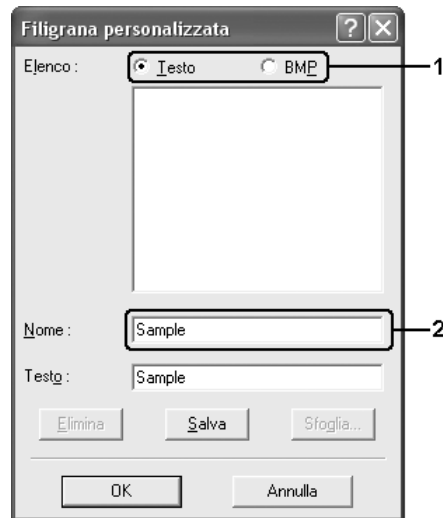 Filigrana personalizzata
Elenco : Testo BMP 1
Nome : Sample 2
Testo : Sample
Elimina Salva Sfoglia...
OK Annulla